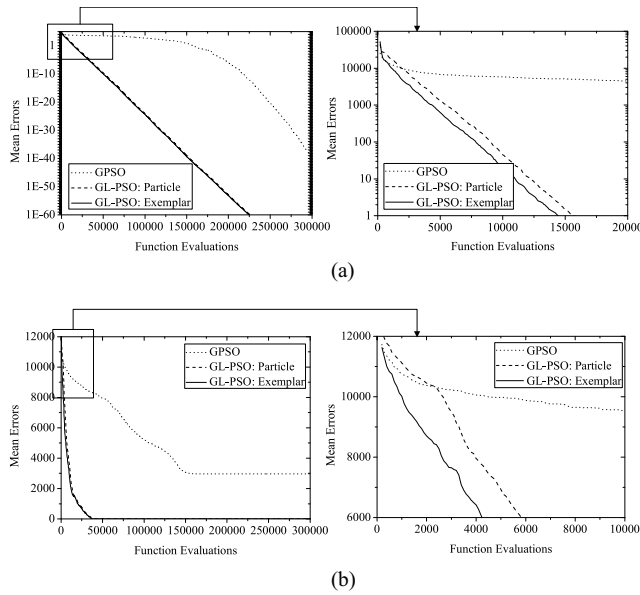 1
1E-10
1E-20
1E-30
1E-40
1E-50
1E-60
Mean Errors
GPSO
GL-PSO: Particle
GL-PSO: Exemplar
0 50000 100000 150000 200000 250000 300000
Function Evaluations
100000
10000
1000
100
10
1
Mean Errors
GPSO
GL-PSO: Particle
GL-PSO: Exemplar
0 5000 10000 15000 20000
Function Evaluations
(a)
12000
10000
8000
6000
4000
2000
0
Mean Errors
GPSO
GL-PSO: Particle
GL-PSO: Exemplar
0 50000 100000 150000 200000 250000 300000
Function Evaluations
12000
10000
8000
6000
Mean Errors
GPSO
GL-PSO: Particle
GL-PSO: Exemplar
0 2000 4000 6000 8000 10000
Function Evaluations
(b)